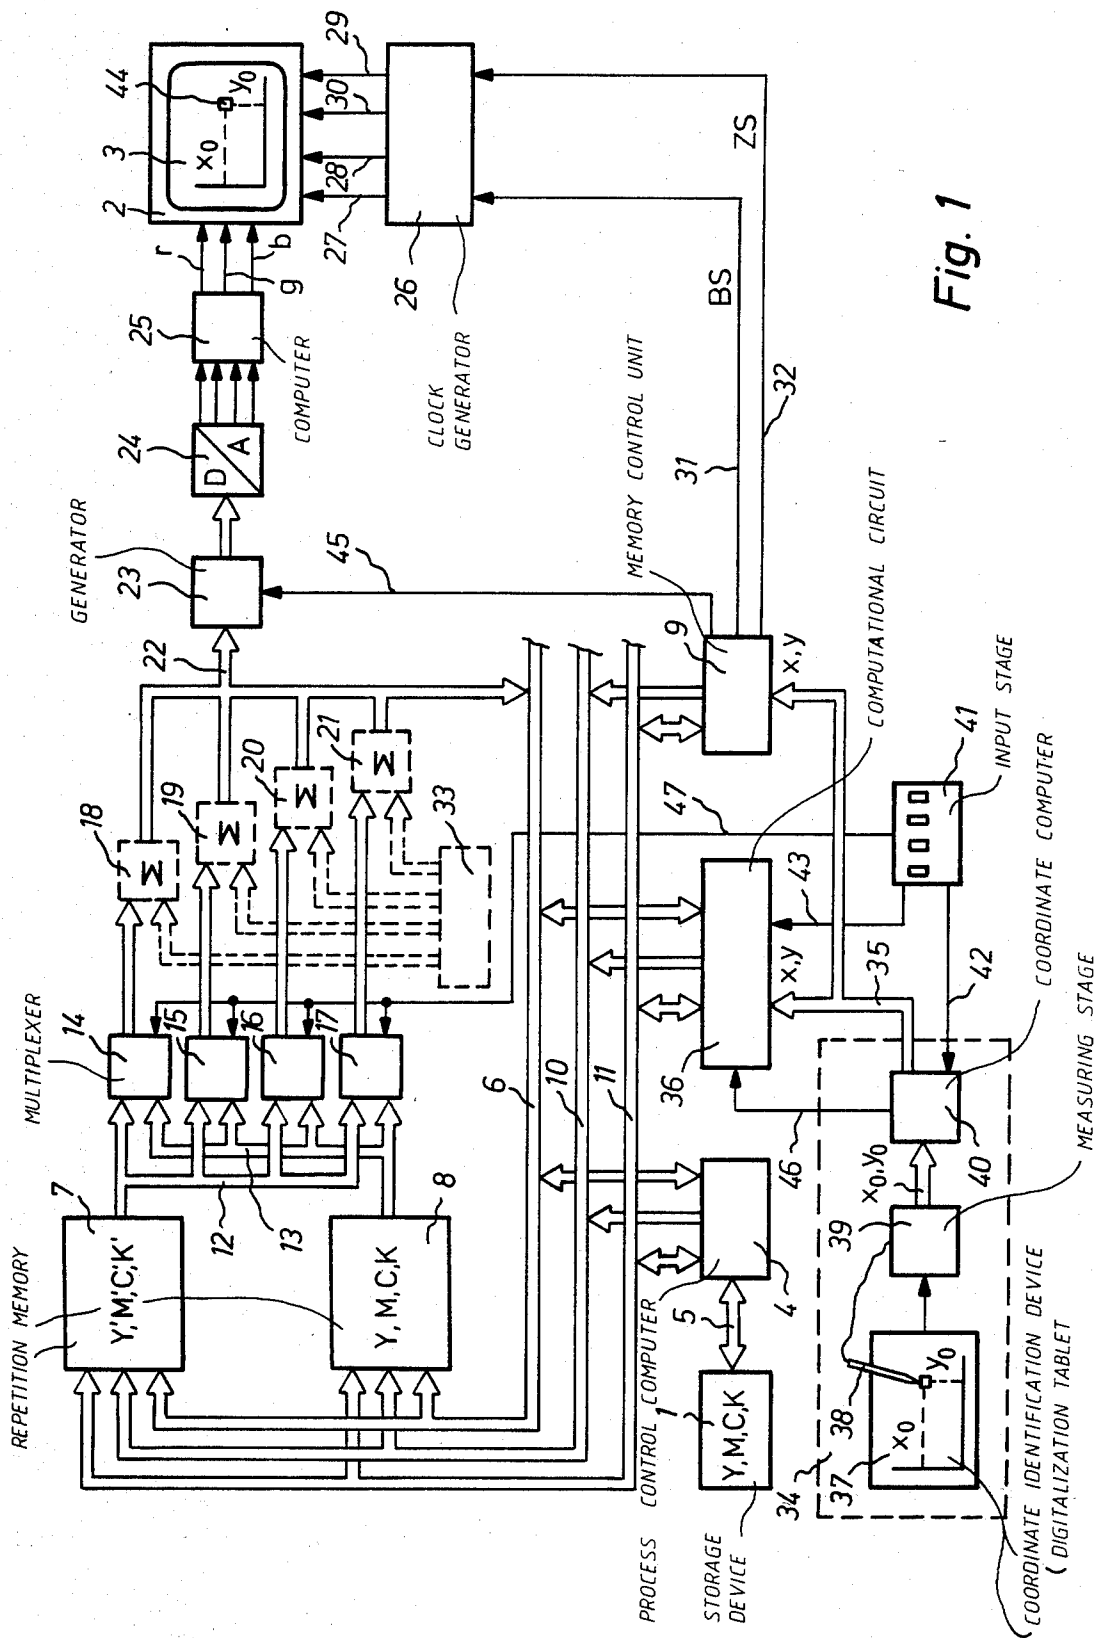 REPETITION MEMORY
7
Y',M',C',K'
8
Y,M,C,K
12
13
MULTIPLEXER
14
15
16
17
18
Σ
19
Σ
20
Σ
21
Σ
33
22
GENERATOR
23
24
D
A
25
COMPUTER
r
g
b
2
3
44
x0
y0
27
28
30
29
26
CLOCK
GENERATOR
BS
ZS
31
32
45
6
10
11
MEMORY CONTROL UNIT
9
x,y
COMPUTATIONAL CIRCUIT
36
x,y
43
47
41
INPUT STAGE
42
35
46
PROCESS CONTROL COMPUTER
4
5
1
Y,M,C,K
STORAGE
DEVICE
34
37
x0
y0
38
39
x0,y0
40
COORDINATE COMPUTER
MEASURING STAGE
COORDINATE IDENTIFICATION DEVICE
( DIGITALIZATION TABLET
Fig. 1